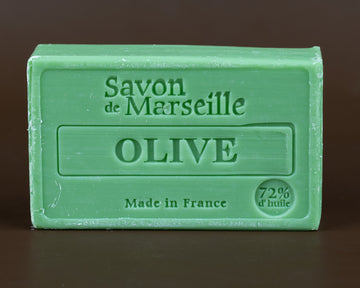 Savon
de Marseille
OLIVE
Made in France
72%
d'huile